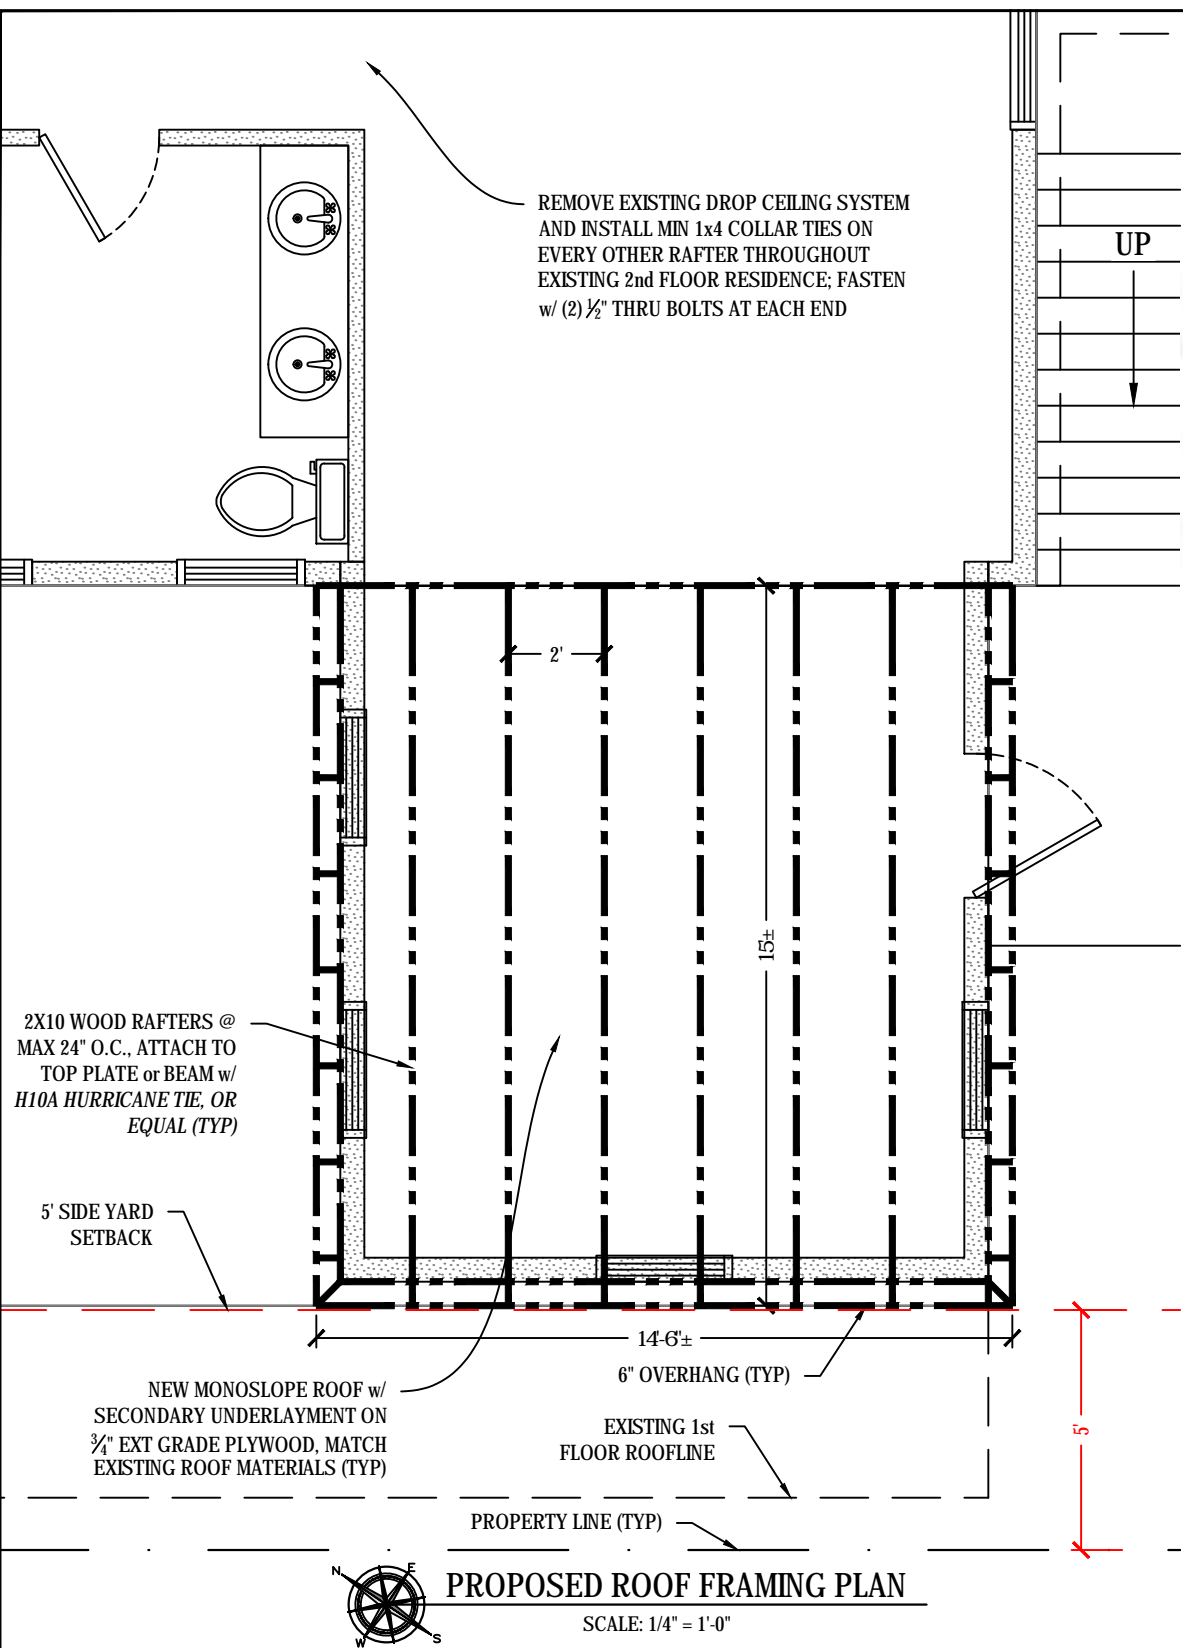 REMOVE EXISTING DROP CEILING SYSTEM
AND INSTALL MIN 1x4 COLLAR TIES ON
EVERY OTHER RAFTER THROUGHOUT
EXISTING 2nd FLOOR RESIDENCE; FASTEN
w/ (2) ½" THRU BOLTS AT EACH END
UP
2'
15'±
2X10 WOOD RAFTERS @
MAX 24" O.C., ATTACH TO
TOP PLATE or BEAM w/
H10A HURRICANE TIE, OR
EQUAL (TYP)
5' SIDE YARD
SETBACK
14'-6"±
6" OVERHANG (TYP)
NEW MONOSLOPE ROOF w/
SECONDARY UNDERLAYMENT ON
¾" EXT GRADE PLYWOOD, MATCH
EXISTING ROOF MATERIALS (TYP)
EXISTING 1st
FLOOR ROOFLINE
5'
PROPERTY LINE (TYP)
N
E
W
S
PROPOSED ROOF FRAMING PLAN
SCALE: 1/4" = 1'-0"